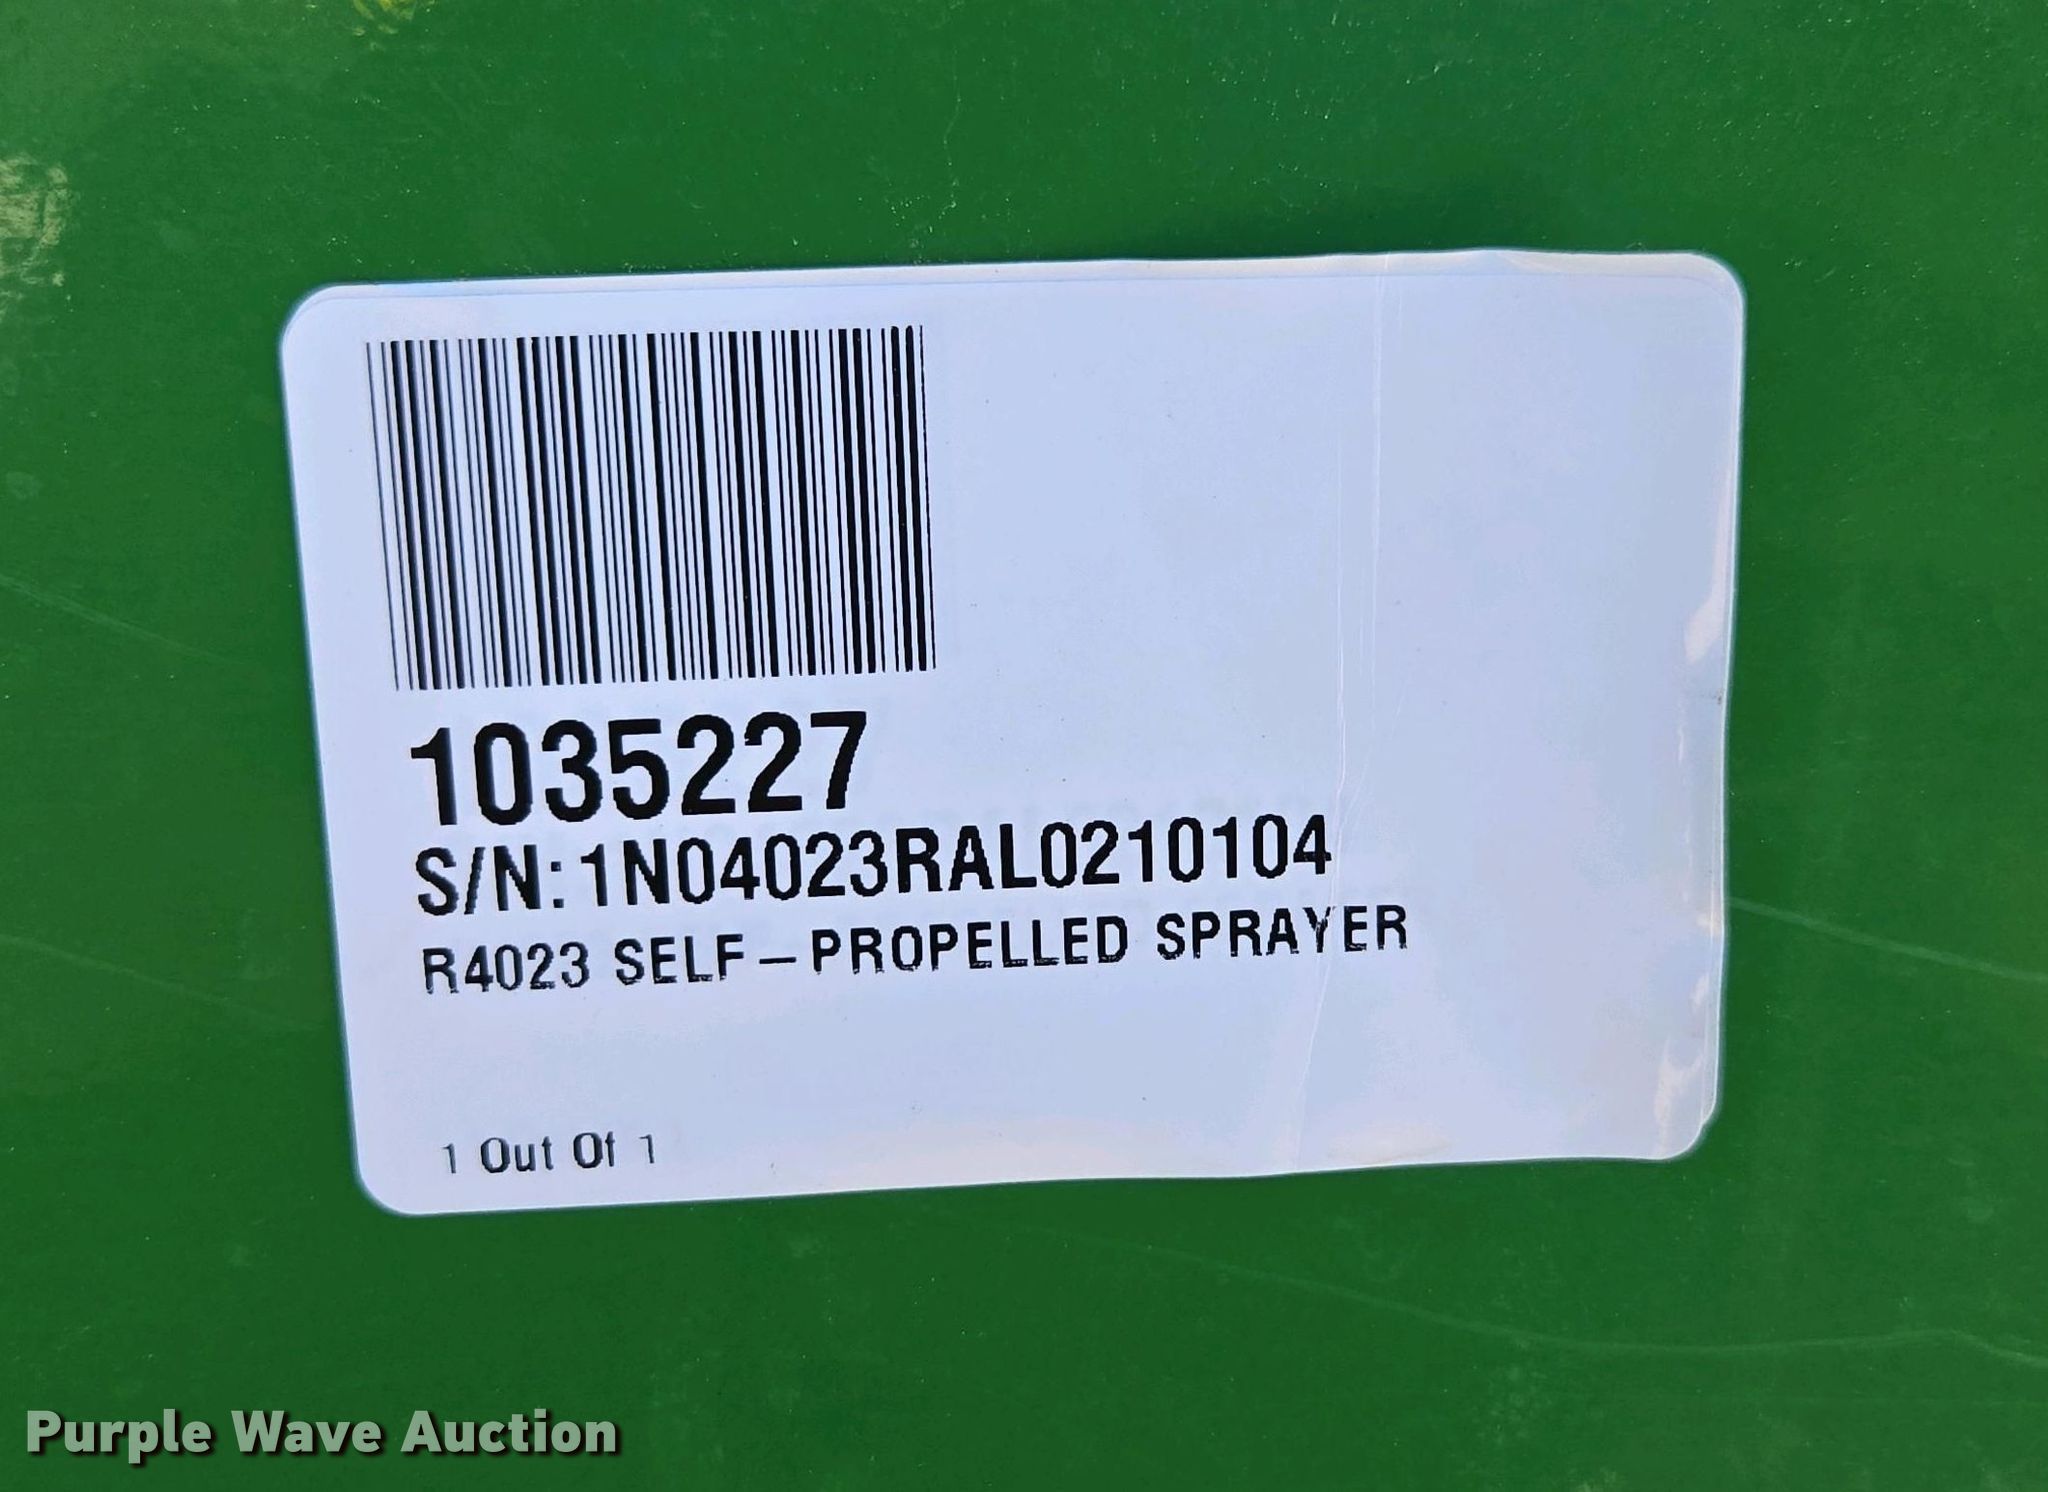 1035227
S/N:1N04023RAL0210104
R4023 SELF-PROPELLED SPRAYER
1 Out Of 1
Purple Wave Auction